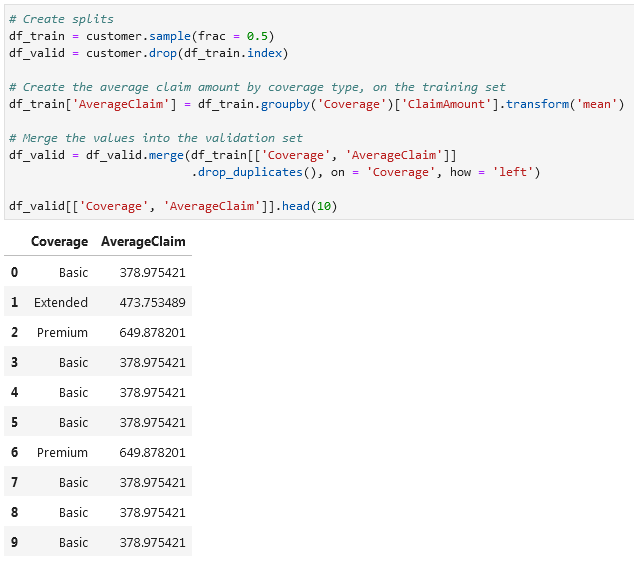 # Create splits
df_train = customer.sample(frac = 0.5)
df_valid = customer.drop(df_train.index)
# Create the average claim amount by coverage type, on the training set
df_train['AverageClaim'] = df_train.groupby('Coverage')['ClaimAmount'].transform('mean')
# Merge the values into the validation set
df_valid = df_valid.merge(df_train[['Coverage', 'AverageClaim']]
.drop_duplicates(), on = 'Coverage', how = 'left')
df_valid[['Coverage', 'AverageClaim']].head(10)
Coverage AverageClaim
0 Basic 378.975421
1 Extended 473.753489
2 Premium 649.878201
3 Basic 378.975421
4 Basic 378.975421
5 Basic 378.975421
6 Premium 649.878201
7 Basic 378.975421
8 Basic 378.975421
9 Basic 378.975421